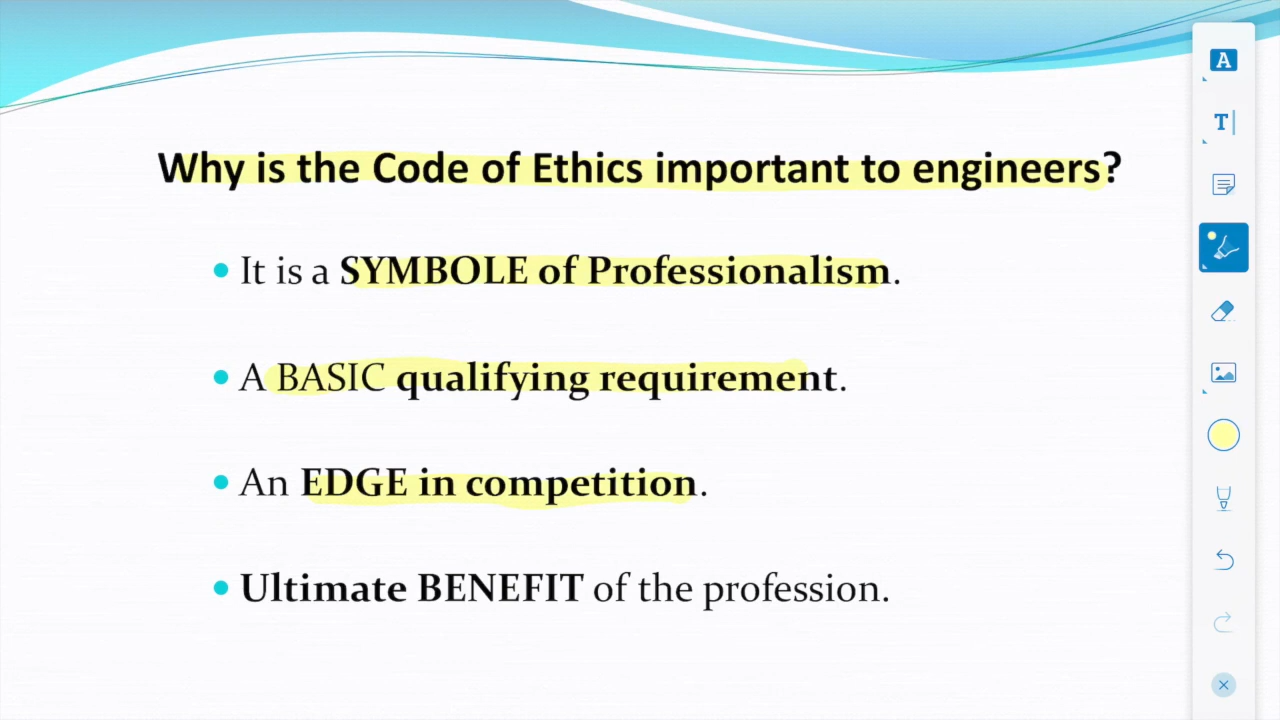 Why is the Code of Ethics important to engineers?
It is a SYMBOLE of Professionalism.
A BASIC qualifying requirement.
An EDGE in competition.
Ultimate BENEFIT of the profession.
A
T